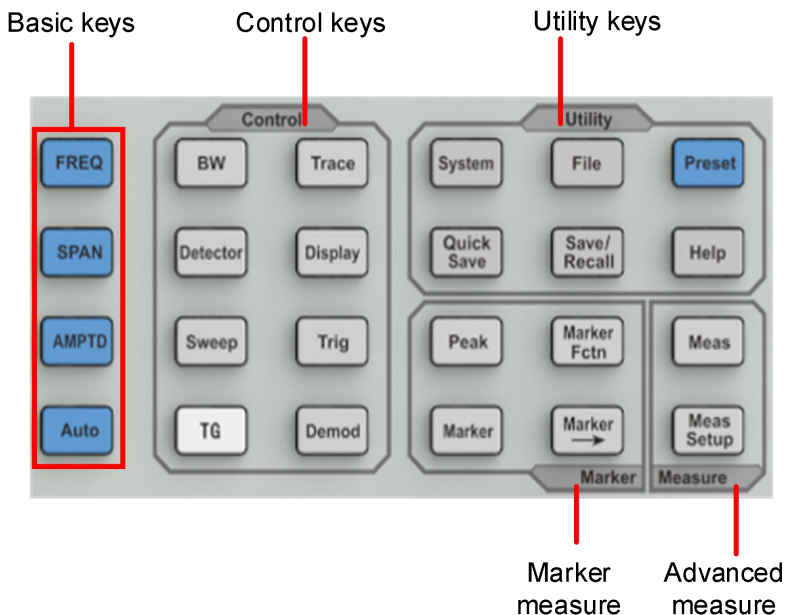 Basic keys
Control keys
Utility keys
Control
Utility
FREQ
BW
Trace
System
File
Preset
SPAN
Detector
Display
Quick
Save
Save/
Recall
Help
AMPTD
Sweep
Trig
Peak
Marker
Fctn
Meas
Auto
TG
Demod
Marker
Marker
→
Meas
Setup
Marker
Measure
Marker
measure
Advanced
measure